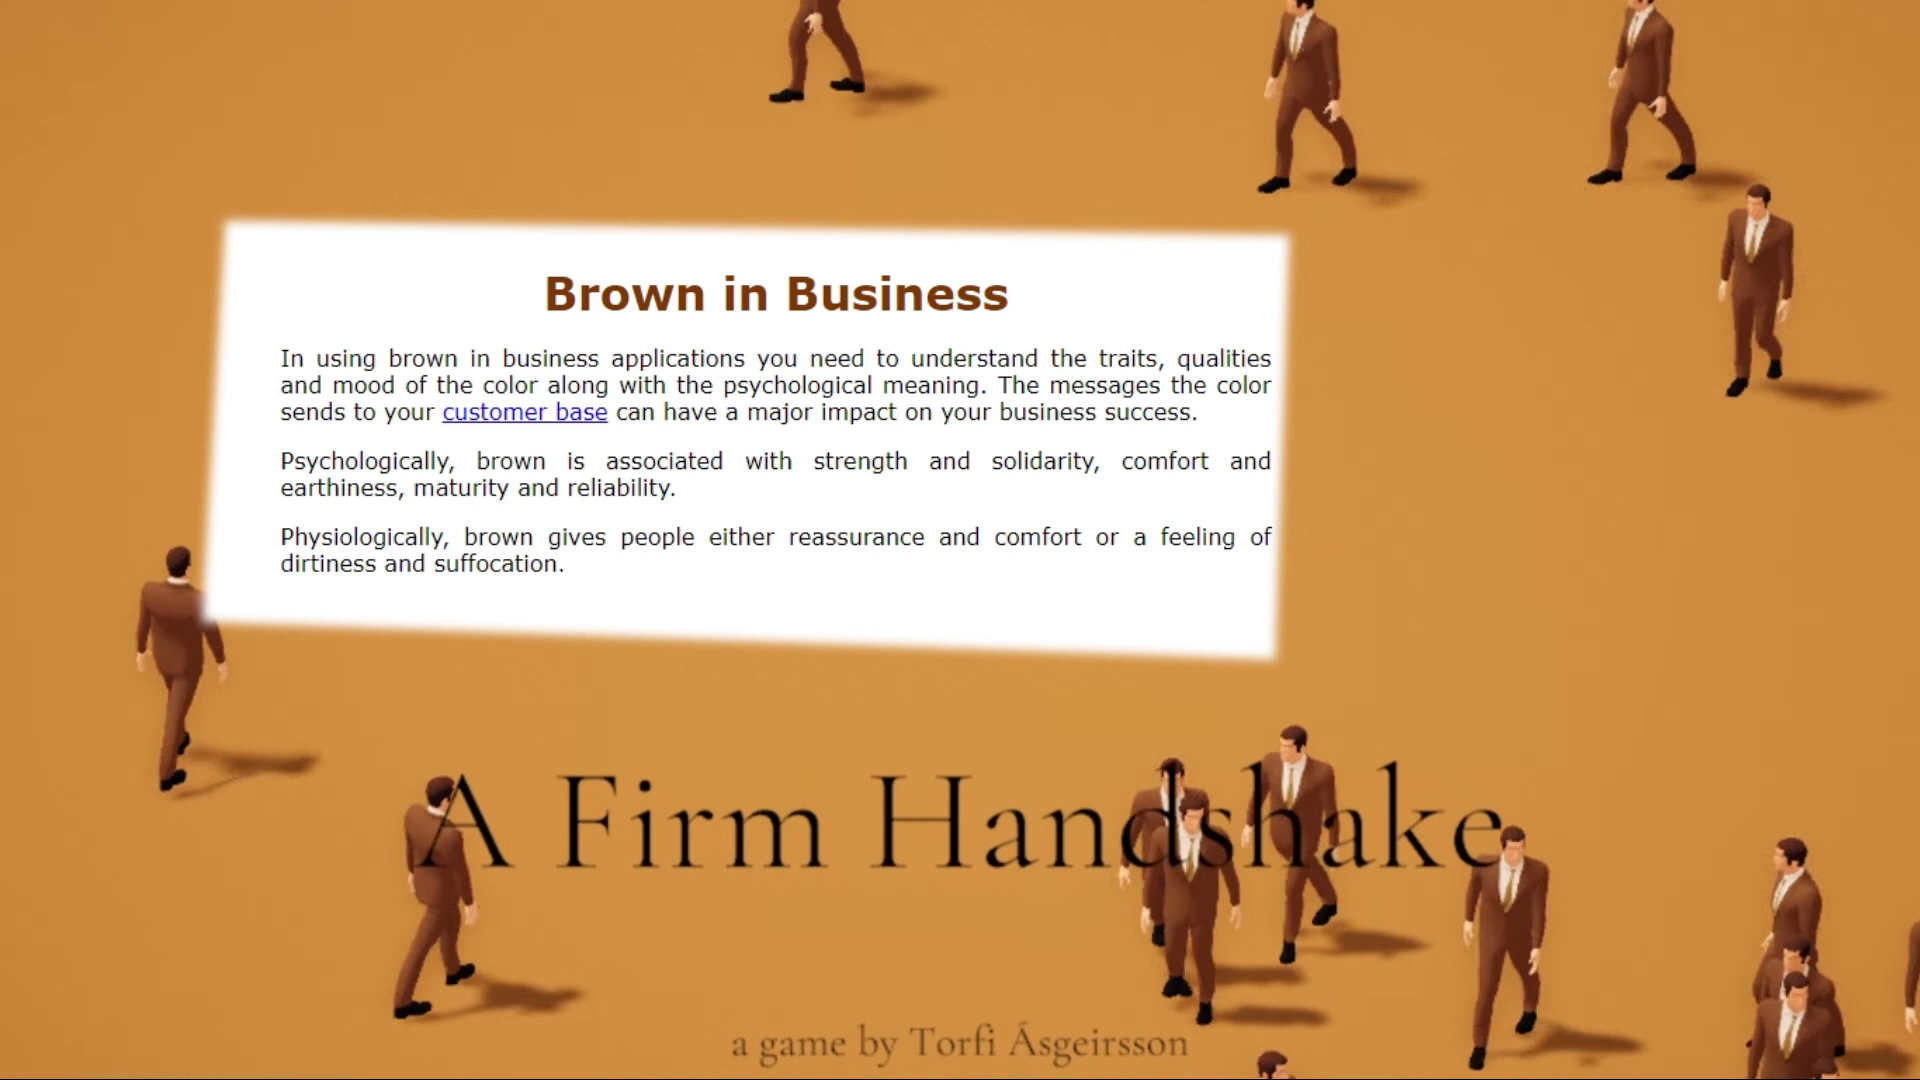 Brown in Business
In using brown in business applications you need to understand the traits, qualities
and mood of the color along with the psychological meaning. The messages the color
sends to your customer base can have a major impact on your business success.
Psychologically, brown is associated with strength and solidarity, comfort and
earthiness, maturity and reliability.
Physiologically, brown gives people either reassurance and comfort or a feeling of
dirtiness and suffocation.
A Firm Handshake
a game by Torfi Ásgeirsson